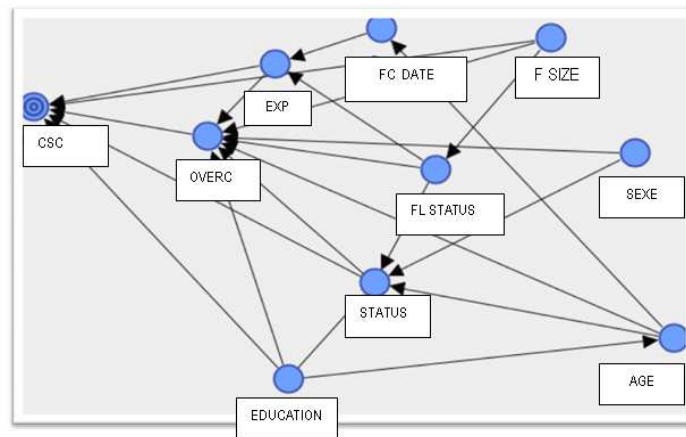 FC DATE
F SIZE
EXP
CSC
OVERC
SEXE
FL STATUS
STATUS
AGE
EDUCATION